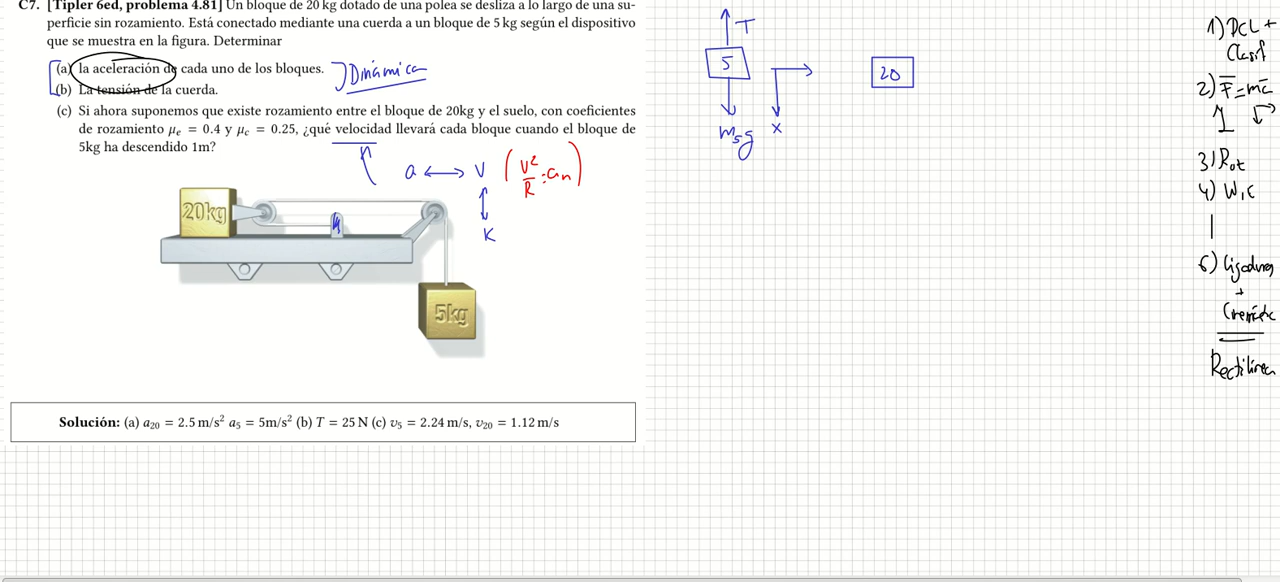 C7. [Tipler 6ed, problema 4.81] Un bloque de 20 kg dotado de una polea se desliza a lo largo de una su-
perficie sin rozamiento. Está conectado mediante una cuerda a un bloque de 5 kg según el dispositivo
que se muestra en la figura. Determinar
(a) la aceleración de cada uno de los bloques.
(b) La tensión de la cuerda.
Dinámica
(c) Si ahora suponemos que existe rozamiento entre el bloque de 20kg y el suelo, con coeficientes
de rozamiento μe = 0.4 y μc = 0.25, ¿qué velocidad llevará cada bloque cuando el bloque de
5kg ha descendido 1m?
a ⟷ v (v²/R = an)
↕
K
20kg
5kg
Solución: (a) a20 = 2.5 m/s² a5 = 5m/s² (b) T = 25 N (c) v5 = 2.24 m/s, v20 = 1.12 m/s
T
5
m5g
x
20
1) DCL +
Clasif
2) F = m
3) Rot
4) W, C
6) Ligaduras
+
Rectilínea